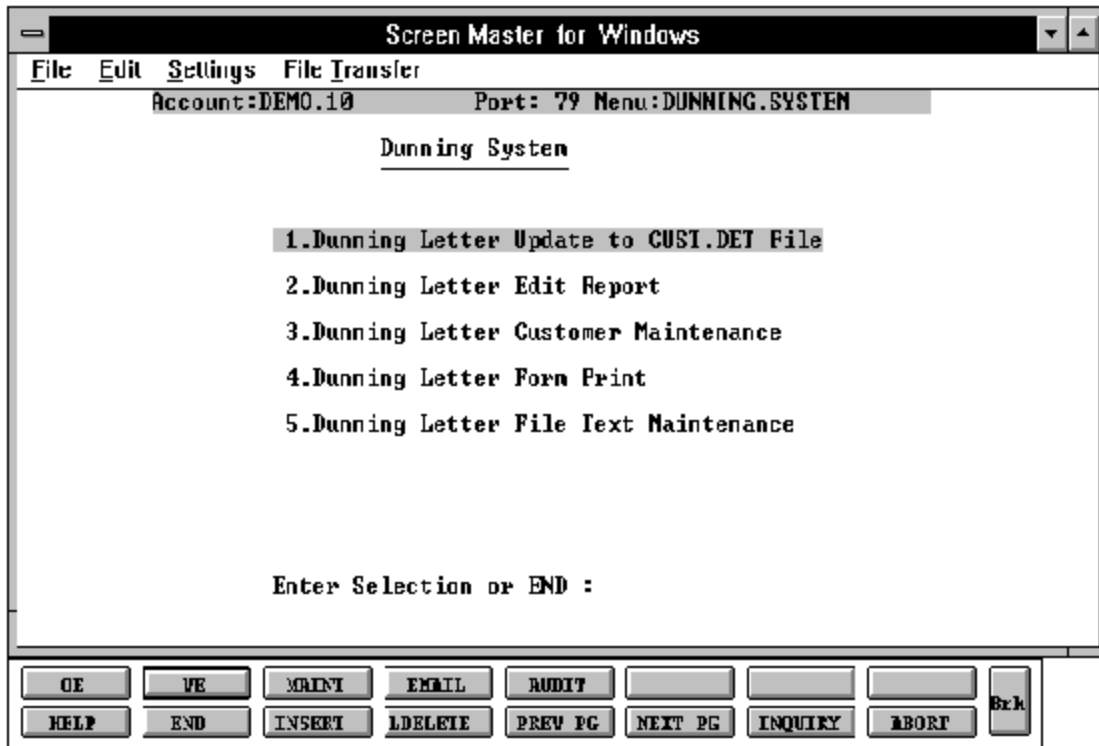 Screen Master for Windows
File Edit Settings File Transfer
Account:DEMO.10 Port: 79 Menu:DUNNING.SYSTEM
Dunning System
1.Dunning Letter Update to CUST.DET File
2.Dunning Letter Edit Report
3.Dunning Letter Customer Maintenance
4.Dunning Letter Form Print
5.Dunning Letter File Text Maintenance
Enter Selection or END :
OE VE MAINT EMAIL AUDIT
HELP END INSERT LDELETE PREV PG NEXT PG INQUIRY ABORT Brk